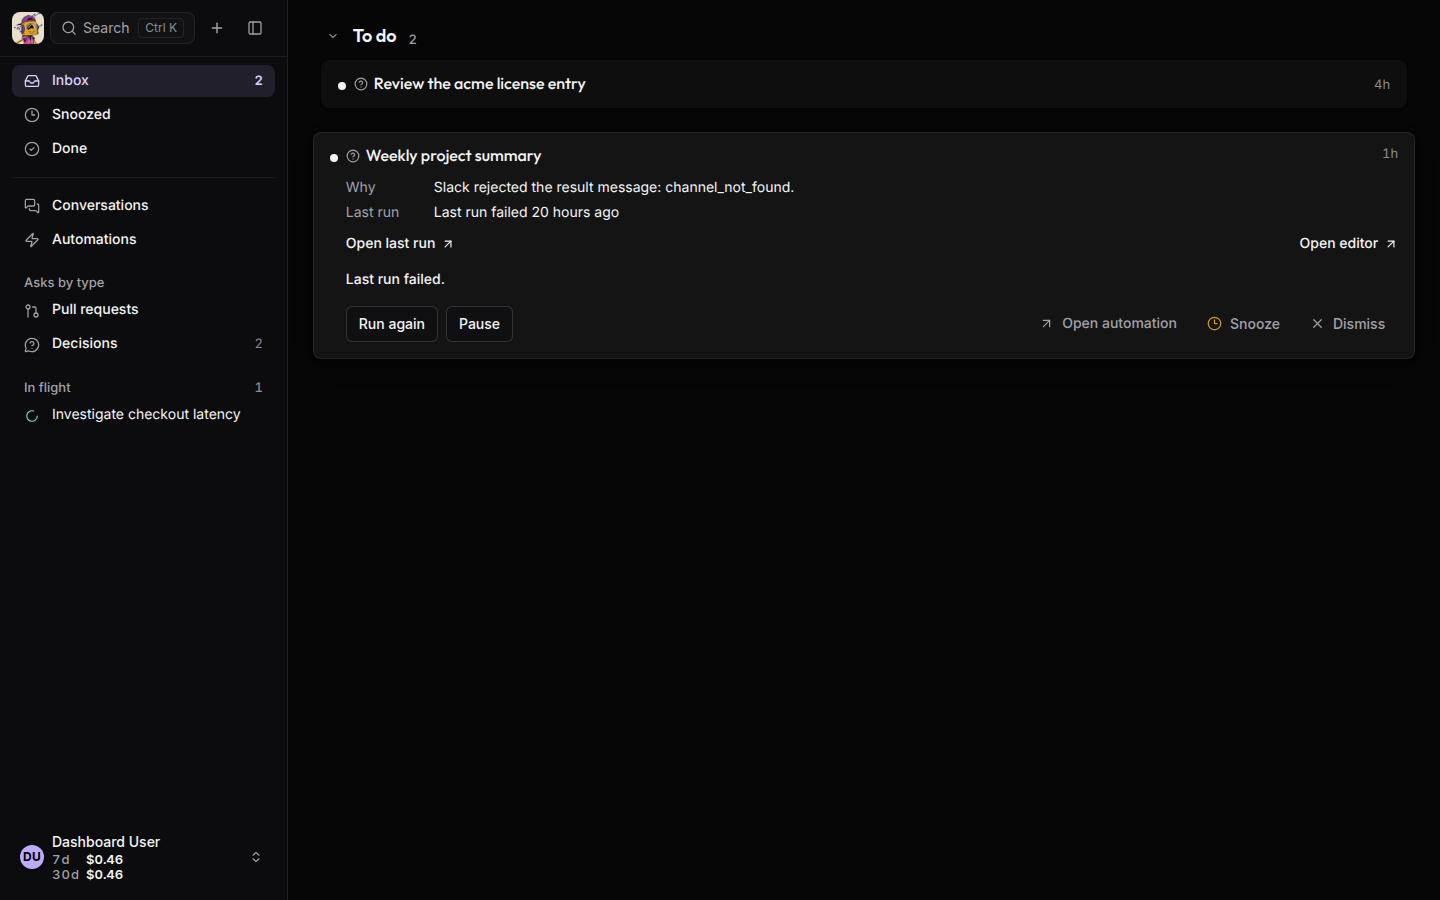 Search Ctrl K
Inbox 2
Snoozed
Done
Conversations
Automations
Asks by type
Pull requests
Decisions 2
In flight 1
Investigate checkout latency
DU Dashboard User
7d $0.46
30d $0.46
To do 2
Review the acme license entry 4h
Weekly project summary 1h
Why Slack rejected the result message: channel_not_found.
Last run Last run failed 20 hours ago
Open last run Open editor
Last run failed.
Run again Pause Open automation Snooze Dismiss